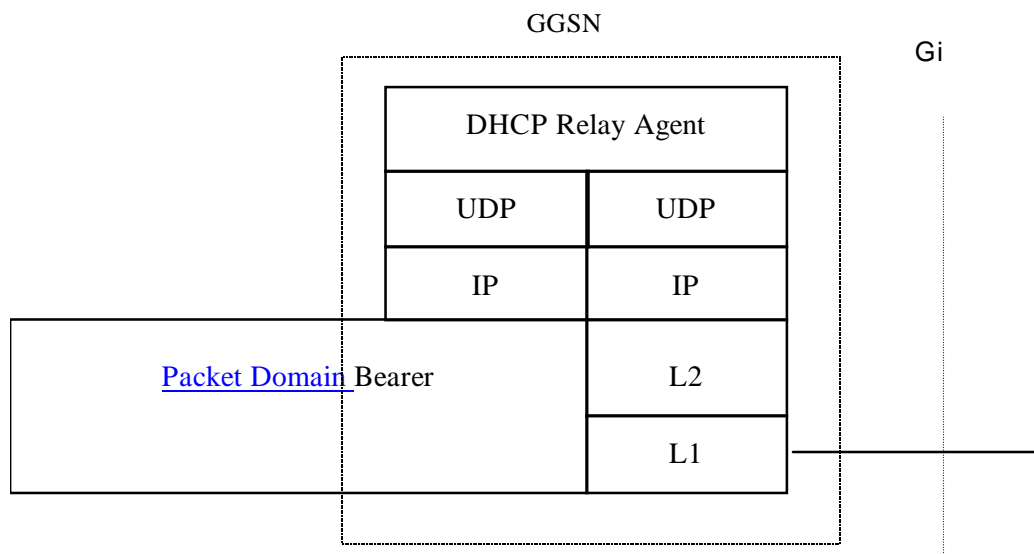 GGSN
Gi
DHCP Relay Agent
UDP UDP
IP IP
Packet Domain Bearer L2
L1